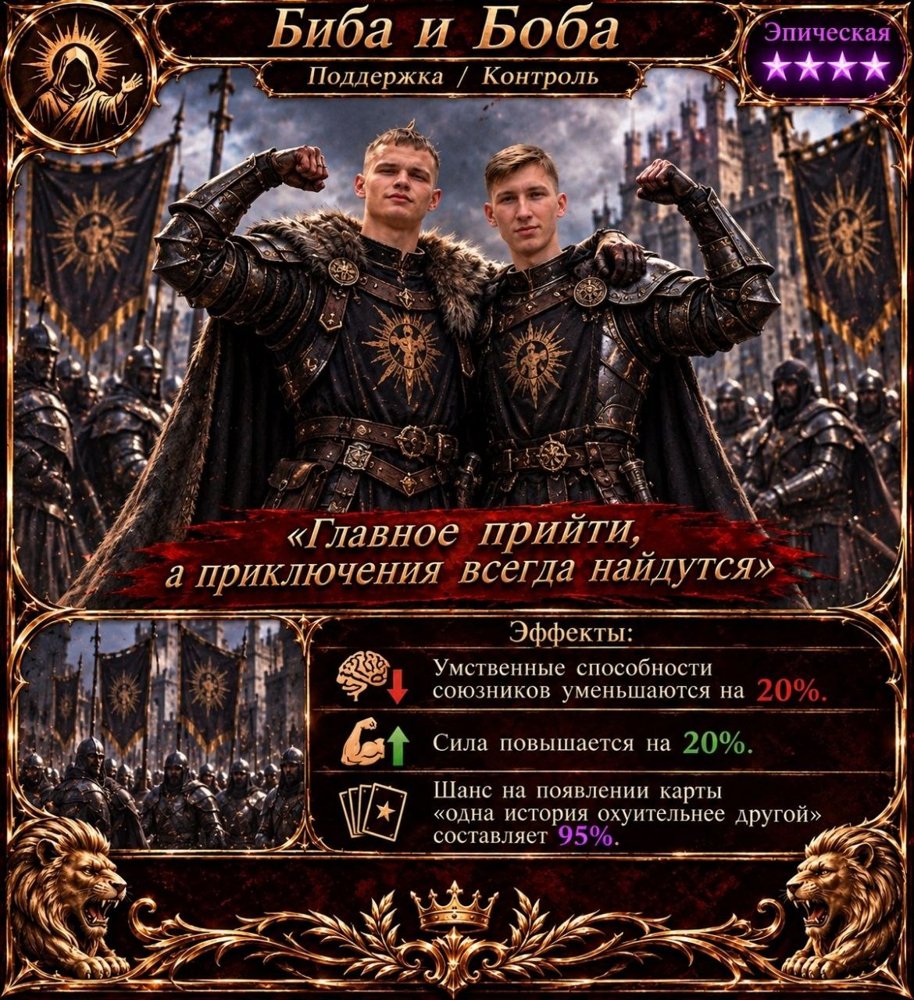 Биба и Боба
Эпическая
Поддержка / Контроль
«Главное прийти,
а приключения всегда найдутся»
Эффекты:
Умственные способности
союзников уменьшаются на 20%.
Сила повышается на 20%.
Шанс на появлении карты
«одна история охуительнее другой»
составляет 95%.